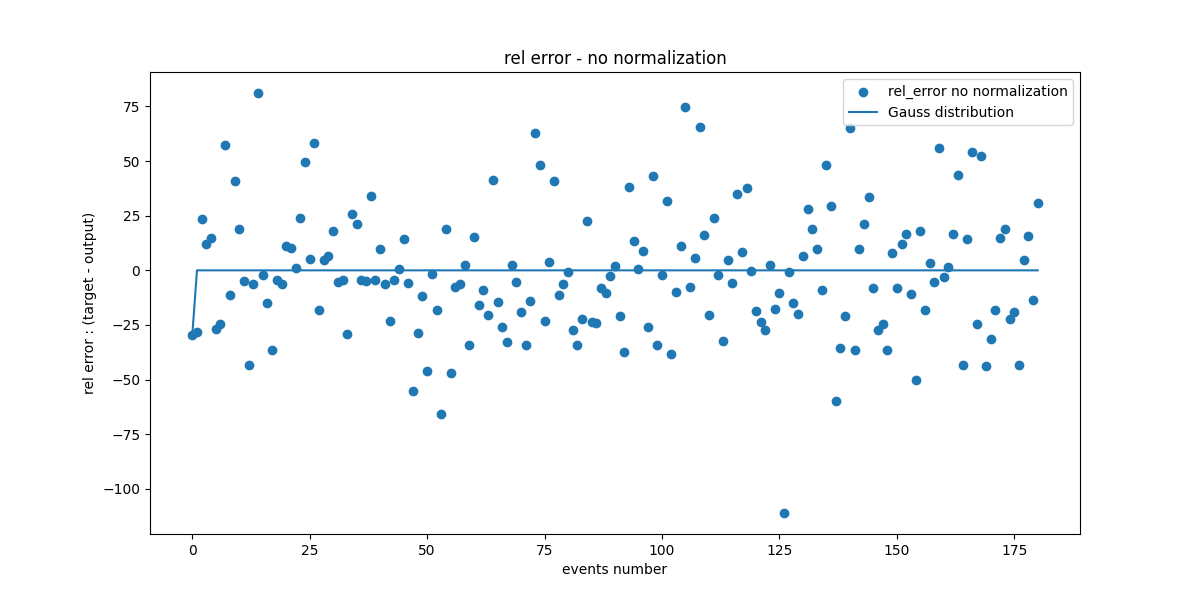 rel error - no normalization
rel_error no normalization
Gauss distribution
75
50
25
0
−25
−50
−75
−100
rel error : (target - output)
0 25 50 75 100 125 150 175
events number